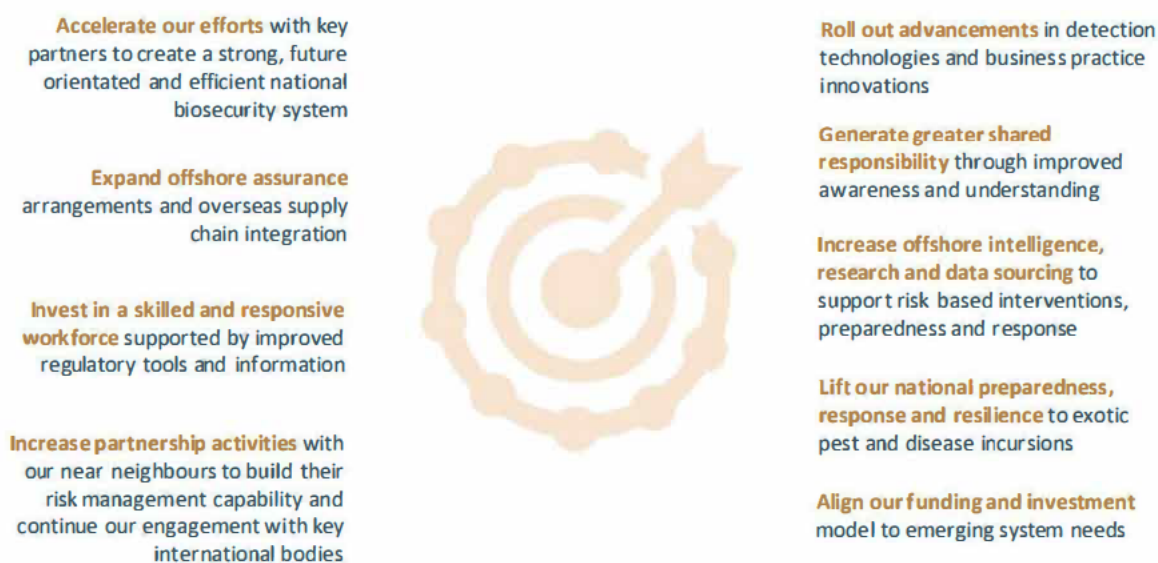 Accelerate our efforts with key
partners to create a strong, future
orientated and efficient national
biosecurity system
Expand offshore assurance
arrangements and overseas supply
chain integration
Invest in a skilled and responsive
workforce supported by improved
regulatory tools and information
Increase partnership activities with
our near neighbours to build their
risk management capability and
continue our engagement with key
international bodies
Roll out advancements in detection
technologies and business practice
innovations
Generate greater shared
responsibility through improved
awareness and understanding
Increase offshore intelligence,
research and data sourcing to
support risk based interventions,
preparedness and response
Lift our national preparedness,
response and resilience to exotic
pest and disease incursions
Align our funding and investment
model to emerging system needs